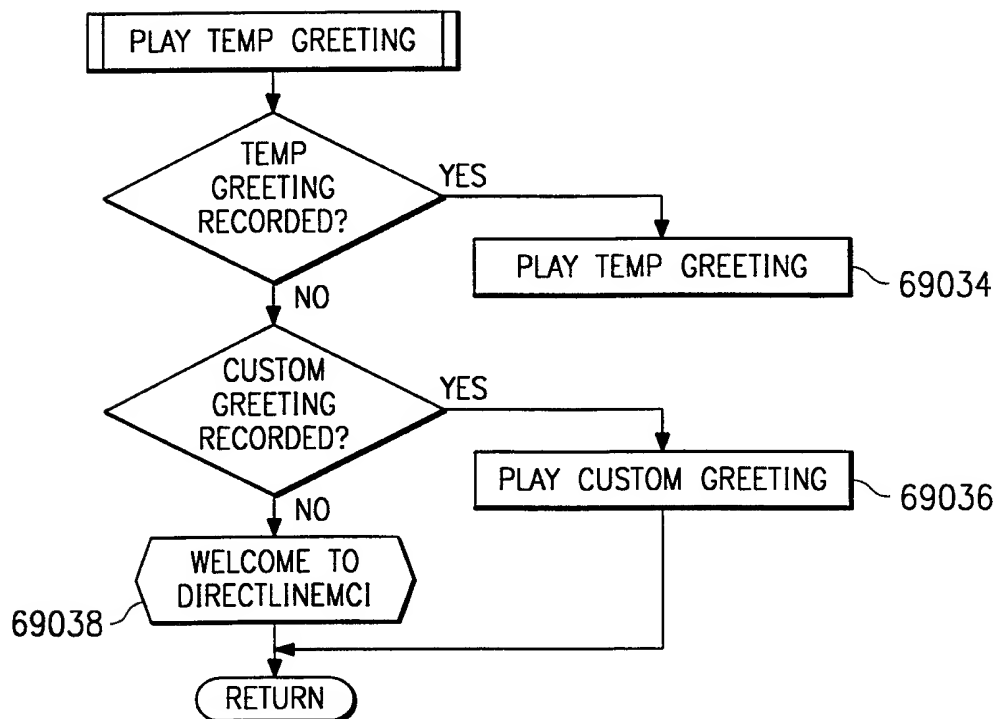 PLAY TEMP GREETING
TEMP
GREETING
RECORDED?
YES
PLAY TEMP GREETING
69034
NO
CUSTOM
GREETING
RECORDED?
YES
PLAY CUSTOM GREETING
69036
NO
WELCOME TO
DIRECTLINEMCI
69038
RETURN